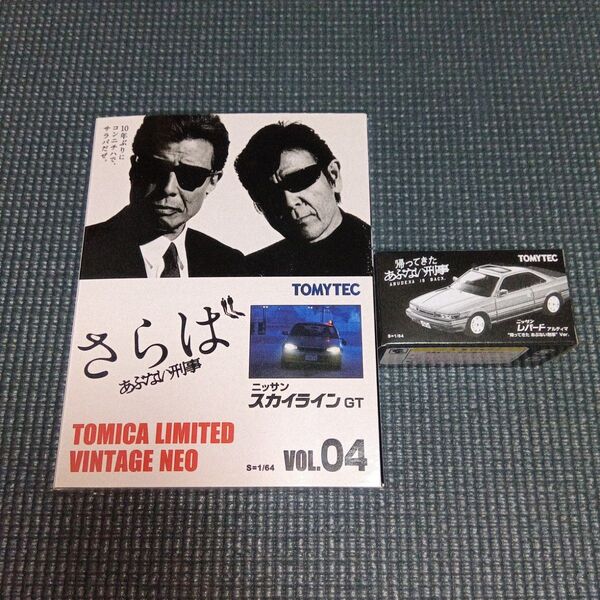 10年ぶりに
コンニチハで、
サラバだぜ。
TOMYTEC
さらば
あぶない刑事
ニッサン
スカイライン GT
TOMICA LIMITED
VINTAGE NEO
S=1/64
VOL.04
帰ってきた
あぶない刑事
ABUDEKA IS BACK.
TOMYTEC
ニッサン
レパード アルティマ
S=1/64
"帰ってきた あぶない刑事" Ver.